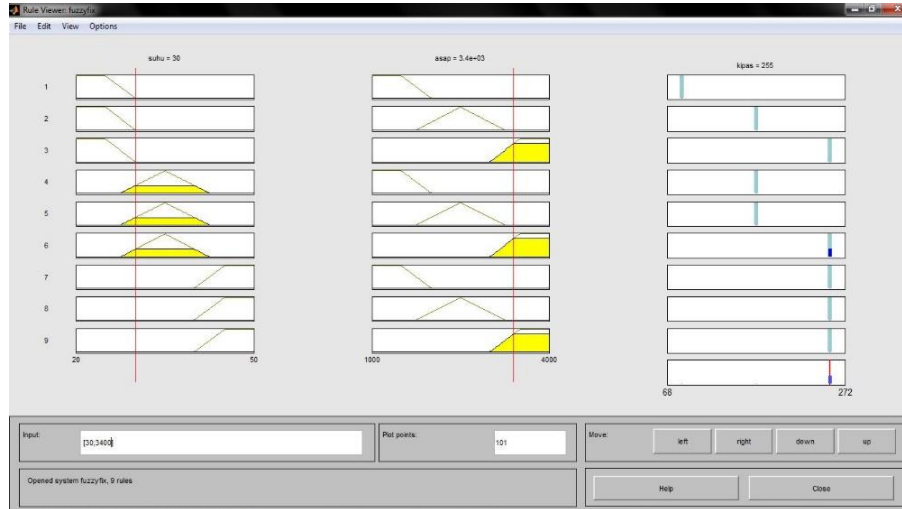 Rule Viewer: fuzzyfix
File Edit View Options
suhu = 30
asap = 3.4e+03
kipas = 255
1
2
3
4
5
6
7
8
9
20 50
1000 4000
68 272
Input:
[30;3400]
Plot points:
101
Move:
left right down up
Opened system fuzzyfix, 9 rules
Help Close